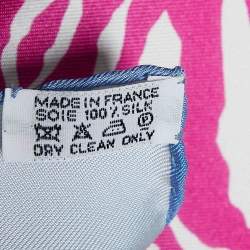 MADE IN FRANCE
SOIE 100% SILK
DRY CLEAN ONLY